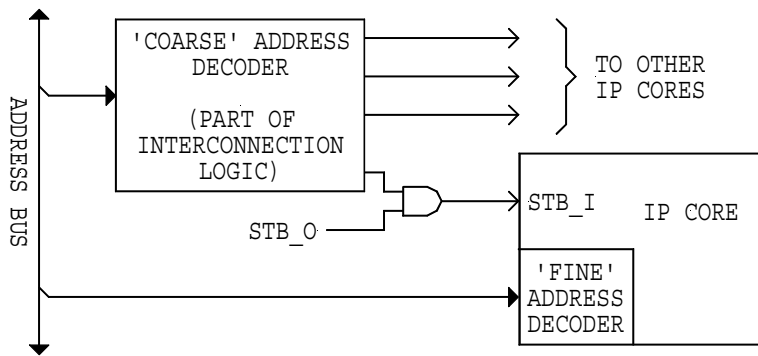 'COARSE' ADDRESS
DECODER
(PART OF
INTERCONNECTION
LOGIC)
TO OTHER
IP CORES
ADDRESS BUS
STB_O
STB_I
IP CORE
'FINE'
ADDRESS
DECODER